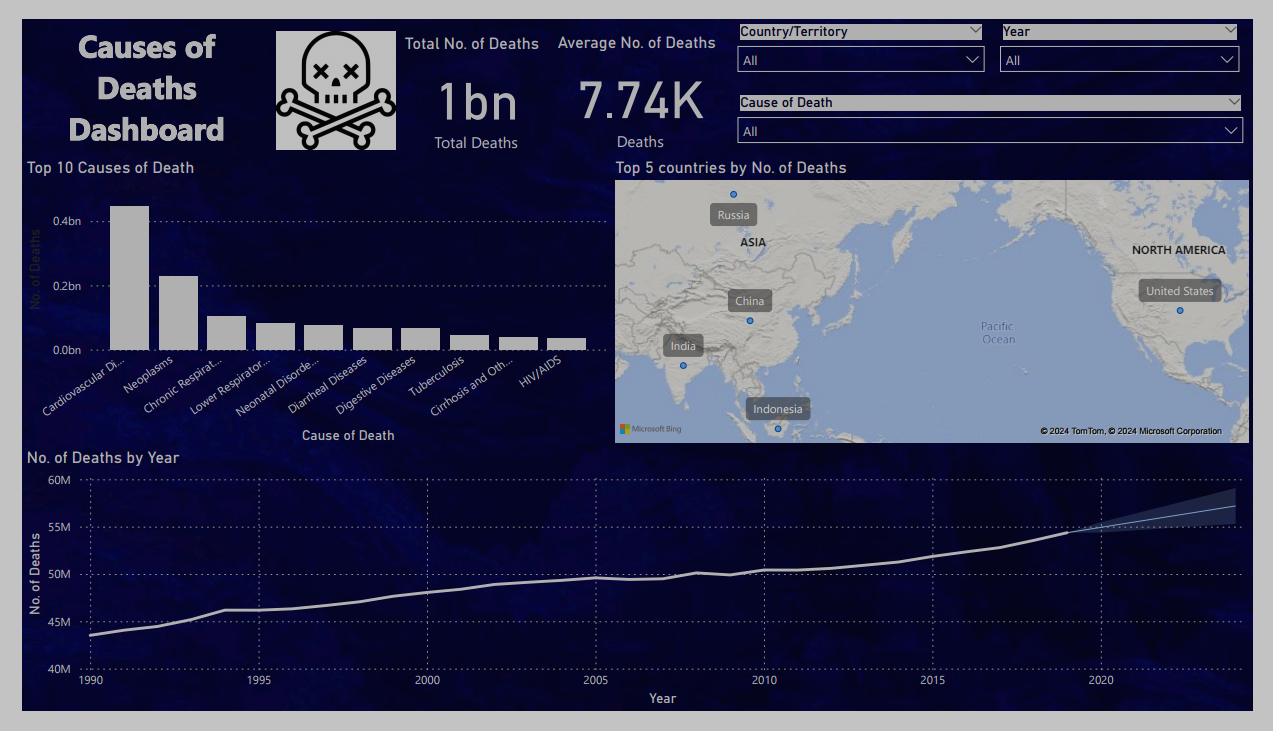 Causes of
Deaths
Dashboard
Total No. of Deaths
1bn
Total Deaths
Average No. of Deaths
7.74K
Deaths
Country/Territory
All
Year
All
Cause of Death
All
Top 10 Causes of Death
No. of Deaths
0.4bn
0.2bn
0.0bn
Cardiovascular Di...
Neoplasms
Chronic Respirat...
Lower Respirator...
Neonatal Disorde...
Diarrheal Diseases
Digestive Diseases
Tuberculosis
Cirrhosis and Oth...
HIV/AIDS
Cause of Death
Top 5 countries by No. of Deaths
Russia
ASIA
NORTH AMERICA
China
United States
India
Pacific
Ocean
Indonesia
Microsoft Bing
© 2024 TomTom, © 2024 Microsoft Corporation
No. of Deaths by Year
No. of Deaths
60M
55M
50M
45M
40M
1990
1995
2000
2005
2010
2015
2020
Year